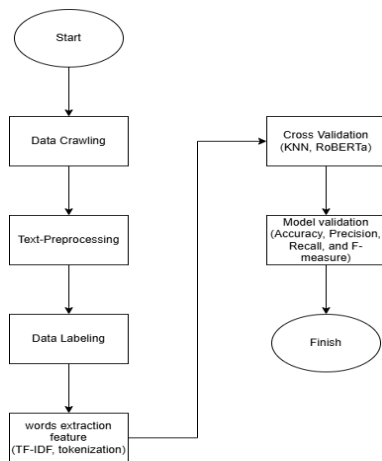 Start
Data Crawling
Text-Preprocessing
Data Labeling
words extraction
feature
(TF-IDF, tokenization)
Cross Validation
(KNN, RoBERTa)
Model validation
(Accuracy, Precision,
Recall, and F-
measure)
Finish